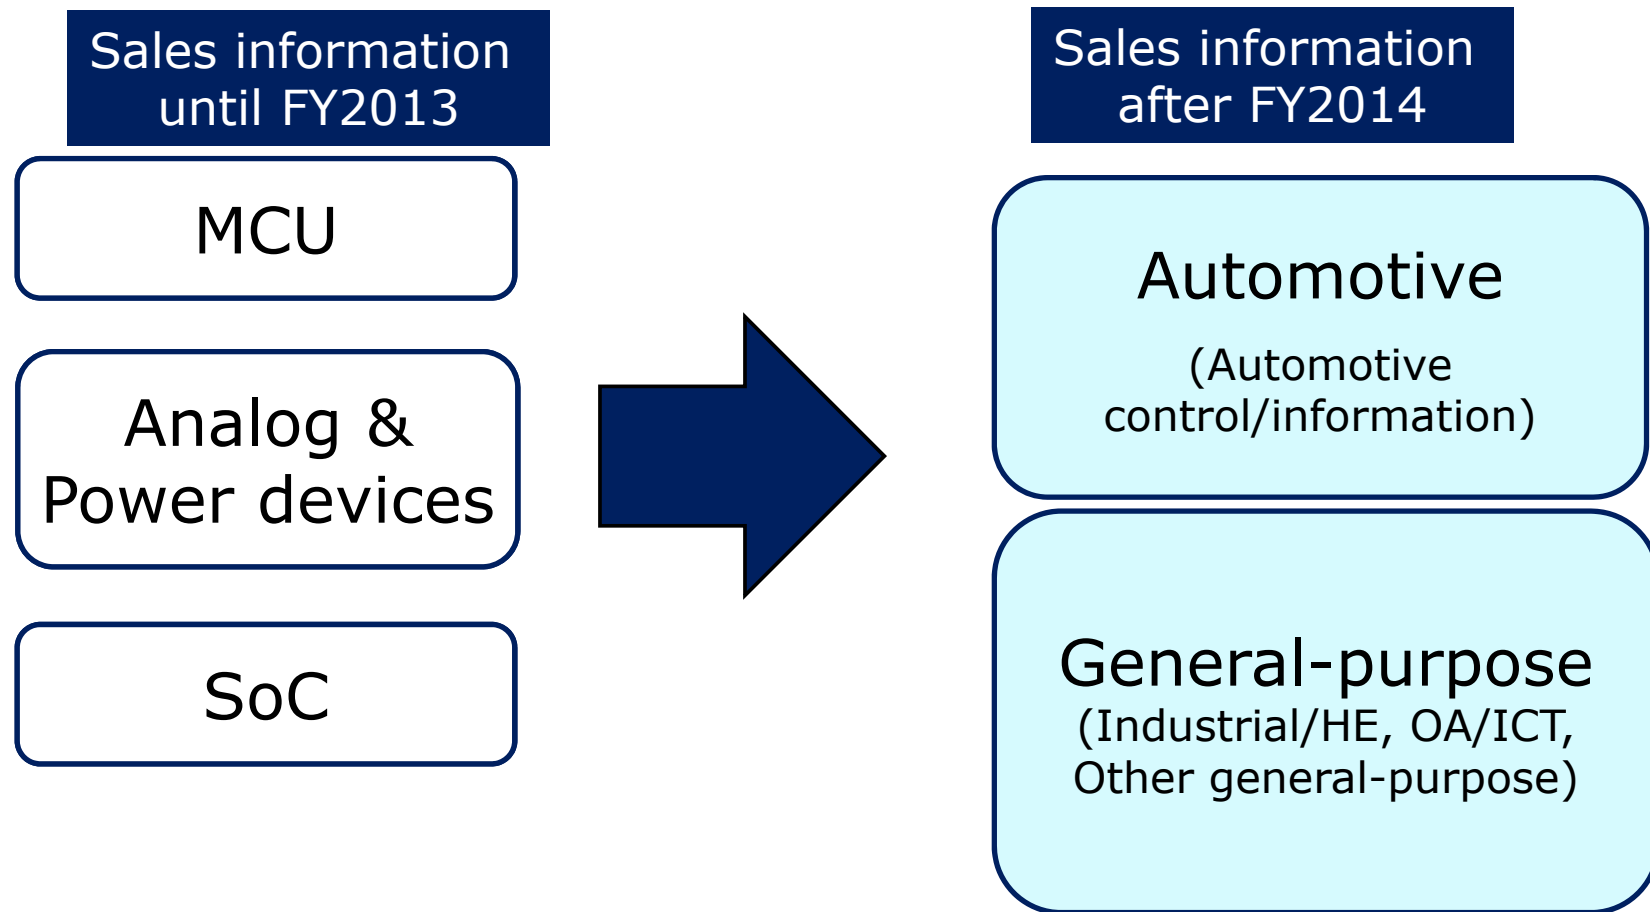 Sales information
until FY2013
MCU
Analog &
Power devices
SoC
Sales information
after FY2014
Automotive
(Automotive
control/information)
General-purpose
(Industrial/HE, OA/ICT,
Other general-purpose)